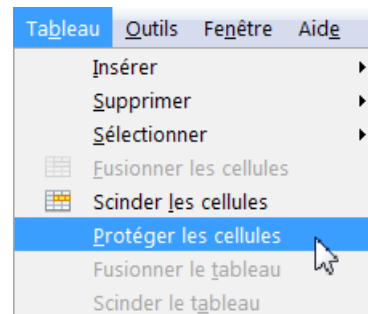 Tableau Outils Fenêtre Aide
Insérer
Supprimer
Sélectionner
Fusionner les cellules
Scinder les cellules
Protéger les cellules
Fusionner le tableau
Scinder le tableau